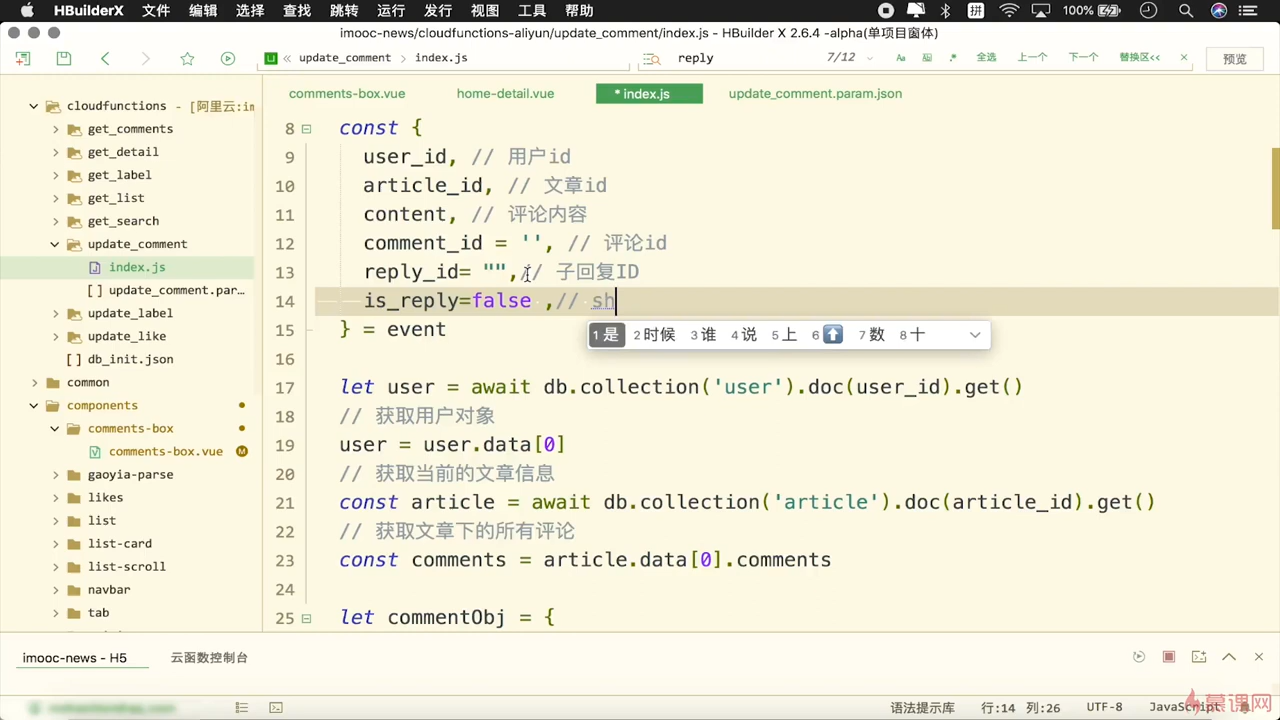 HBuilderX 文件 编辑 选择 查找 跳转 运行 发行 视图 工具 帮助 拼 100%
imooc-news/cloudfunctions-aliyun/update_comment/index.js - HBuilder X 2.6.4 -alpha(单项目窗体)
update_comment index.js reply 7/12 Aa 全选 上一个 下一个 替换区<< 预览
cloudfunctions - [阿里云:im
get_comments
get_detail
get_label
get_list
get_search
update_comment
index.js
[ ] update_comment.par...
update_label
update_like
[ ] db_init.json
common
components
comments-box
comments-box.vue M
gaoyia-parse
likes
list
list-card
list-scroll
navbar
tab
comments-box.vue home-detail.vue * index.js update_comment.param.json
8 const {
9 user_id, // 用户id
10 article_id, // 文章id
11 content, // 评论内容
12 comment_id = '', // 评论id
13 reply_id= "",// 子回复ID
14 is_reply=false ,// sh
1 是 2 时候 3 谁 4 说 5 上 6 ⬆ 7 数 8 十
15 } = event
16
17 let user = await db.collection('user').doc(user_id).get()
18 // 获取用户对象
19 user = user.data[0]
20 // 获取当前的文章信息
21 const article = await db.collection('article').doc(article_id).get()
22 // 获取文章下的所有评论
23 const comments = article.data[0].comments
24
25 let commentObj = {
imooc-news - H5 云函数控制台
语法提示库 行:14 列:26 UTF-8 JavaScript
慕课网